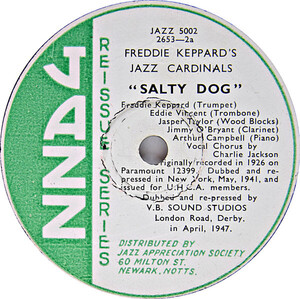 JAZZ
REISSUE SERIES
JAZZ 5002
2653—2a
FREDDIE KEPPARD'S
JAZZ CARDINALS
"SALTY DOG"
Freddie Keppard (Trumpet)
Eddie Vincent (Trombone)
Jasper Taylor (Wood Blocks)
Jimmy O'Bryant (Clarinet)
Arthur Campbell (Piano)
Vocal Chorus by
Charlie Jackson
Originally recorded in 1926 on
Paramount 12399. Dubbed and re-
pressed in New York, May, 1941, and
issued for U.H.C.A. members.
Dubbed and re-pressed by
V.B. SOUND STUDIOS
London Road, Derby,
in April, 1947.
DISTRIBUTED BY
JAZZ APPRECIATION SOCIETY
60 MILTON ST.
NEWARK, NOTTS.